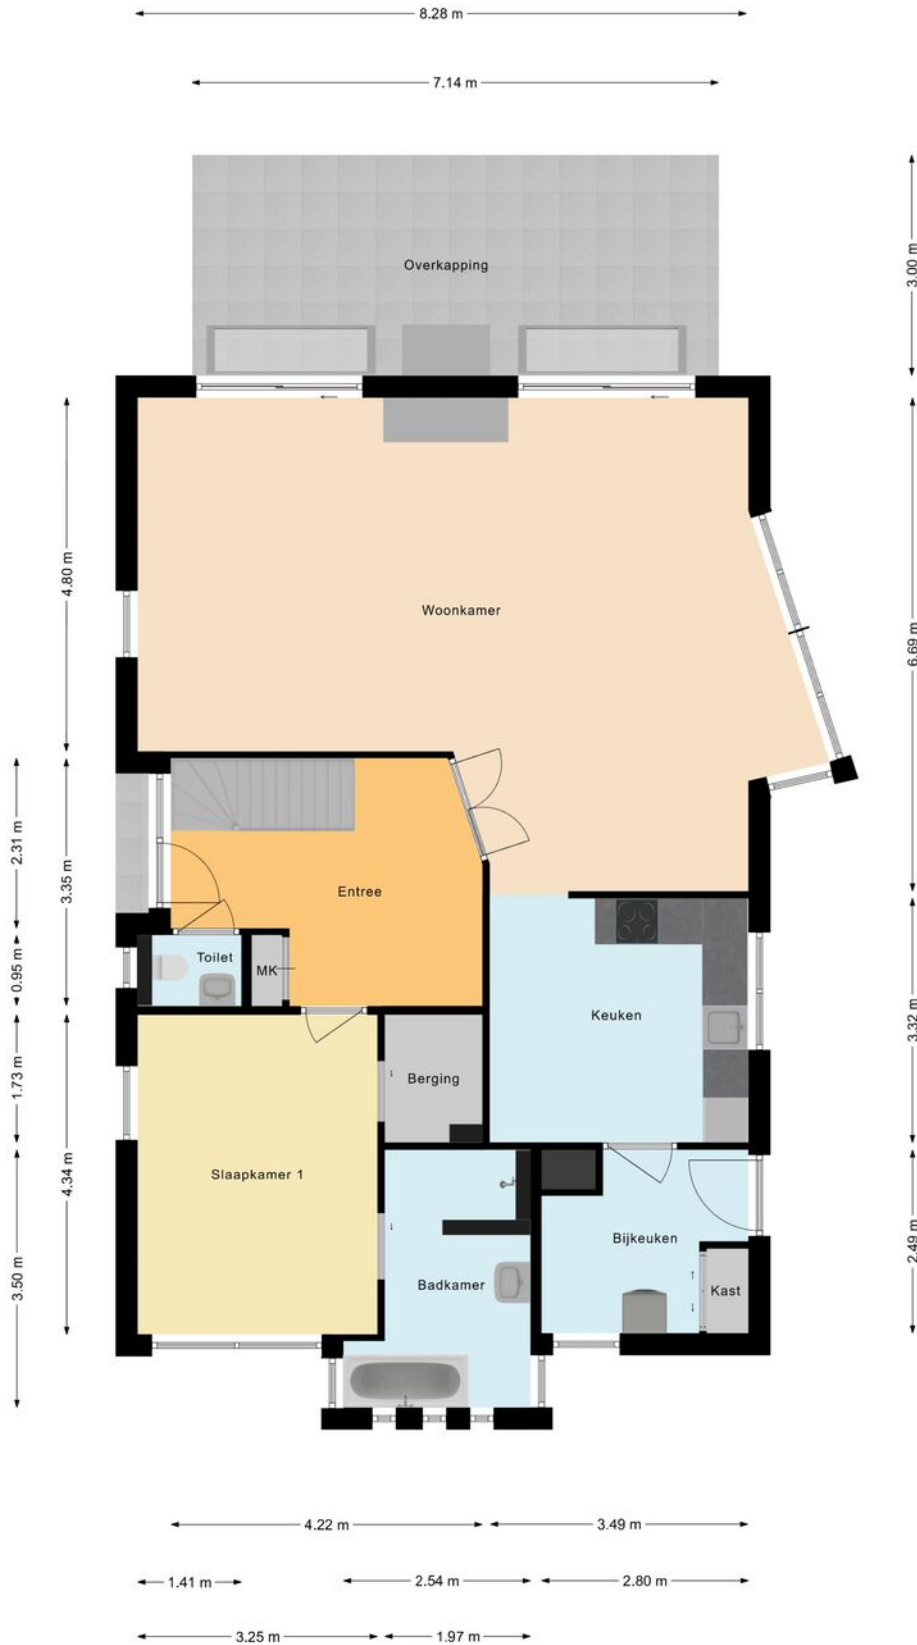 8.28 m
7.14 m
3.00 m
Overkapping
4.80 m
6.69 m
Woonkamer
2.31 m
3.35 m
Entree
0.95 m
Toilet
MK
Keuken
3.32 m
1.73 m
Berging
4.34 m
Slaapkamer 1
3.50 m
Badkamer
Bijkeuken
2.49 m
Kast
4.22 m
3.49 m
1.41 m
2.54 m
2.80 m
3.25 m
1.97 m